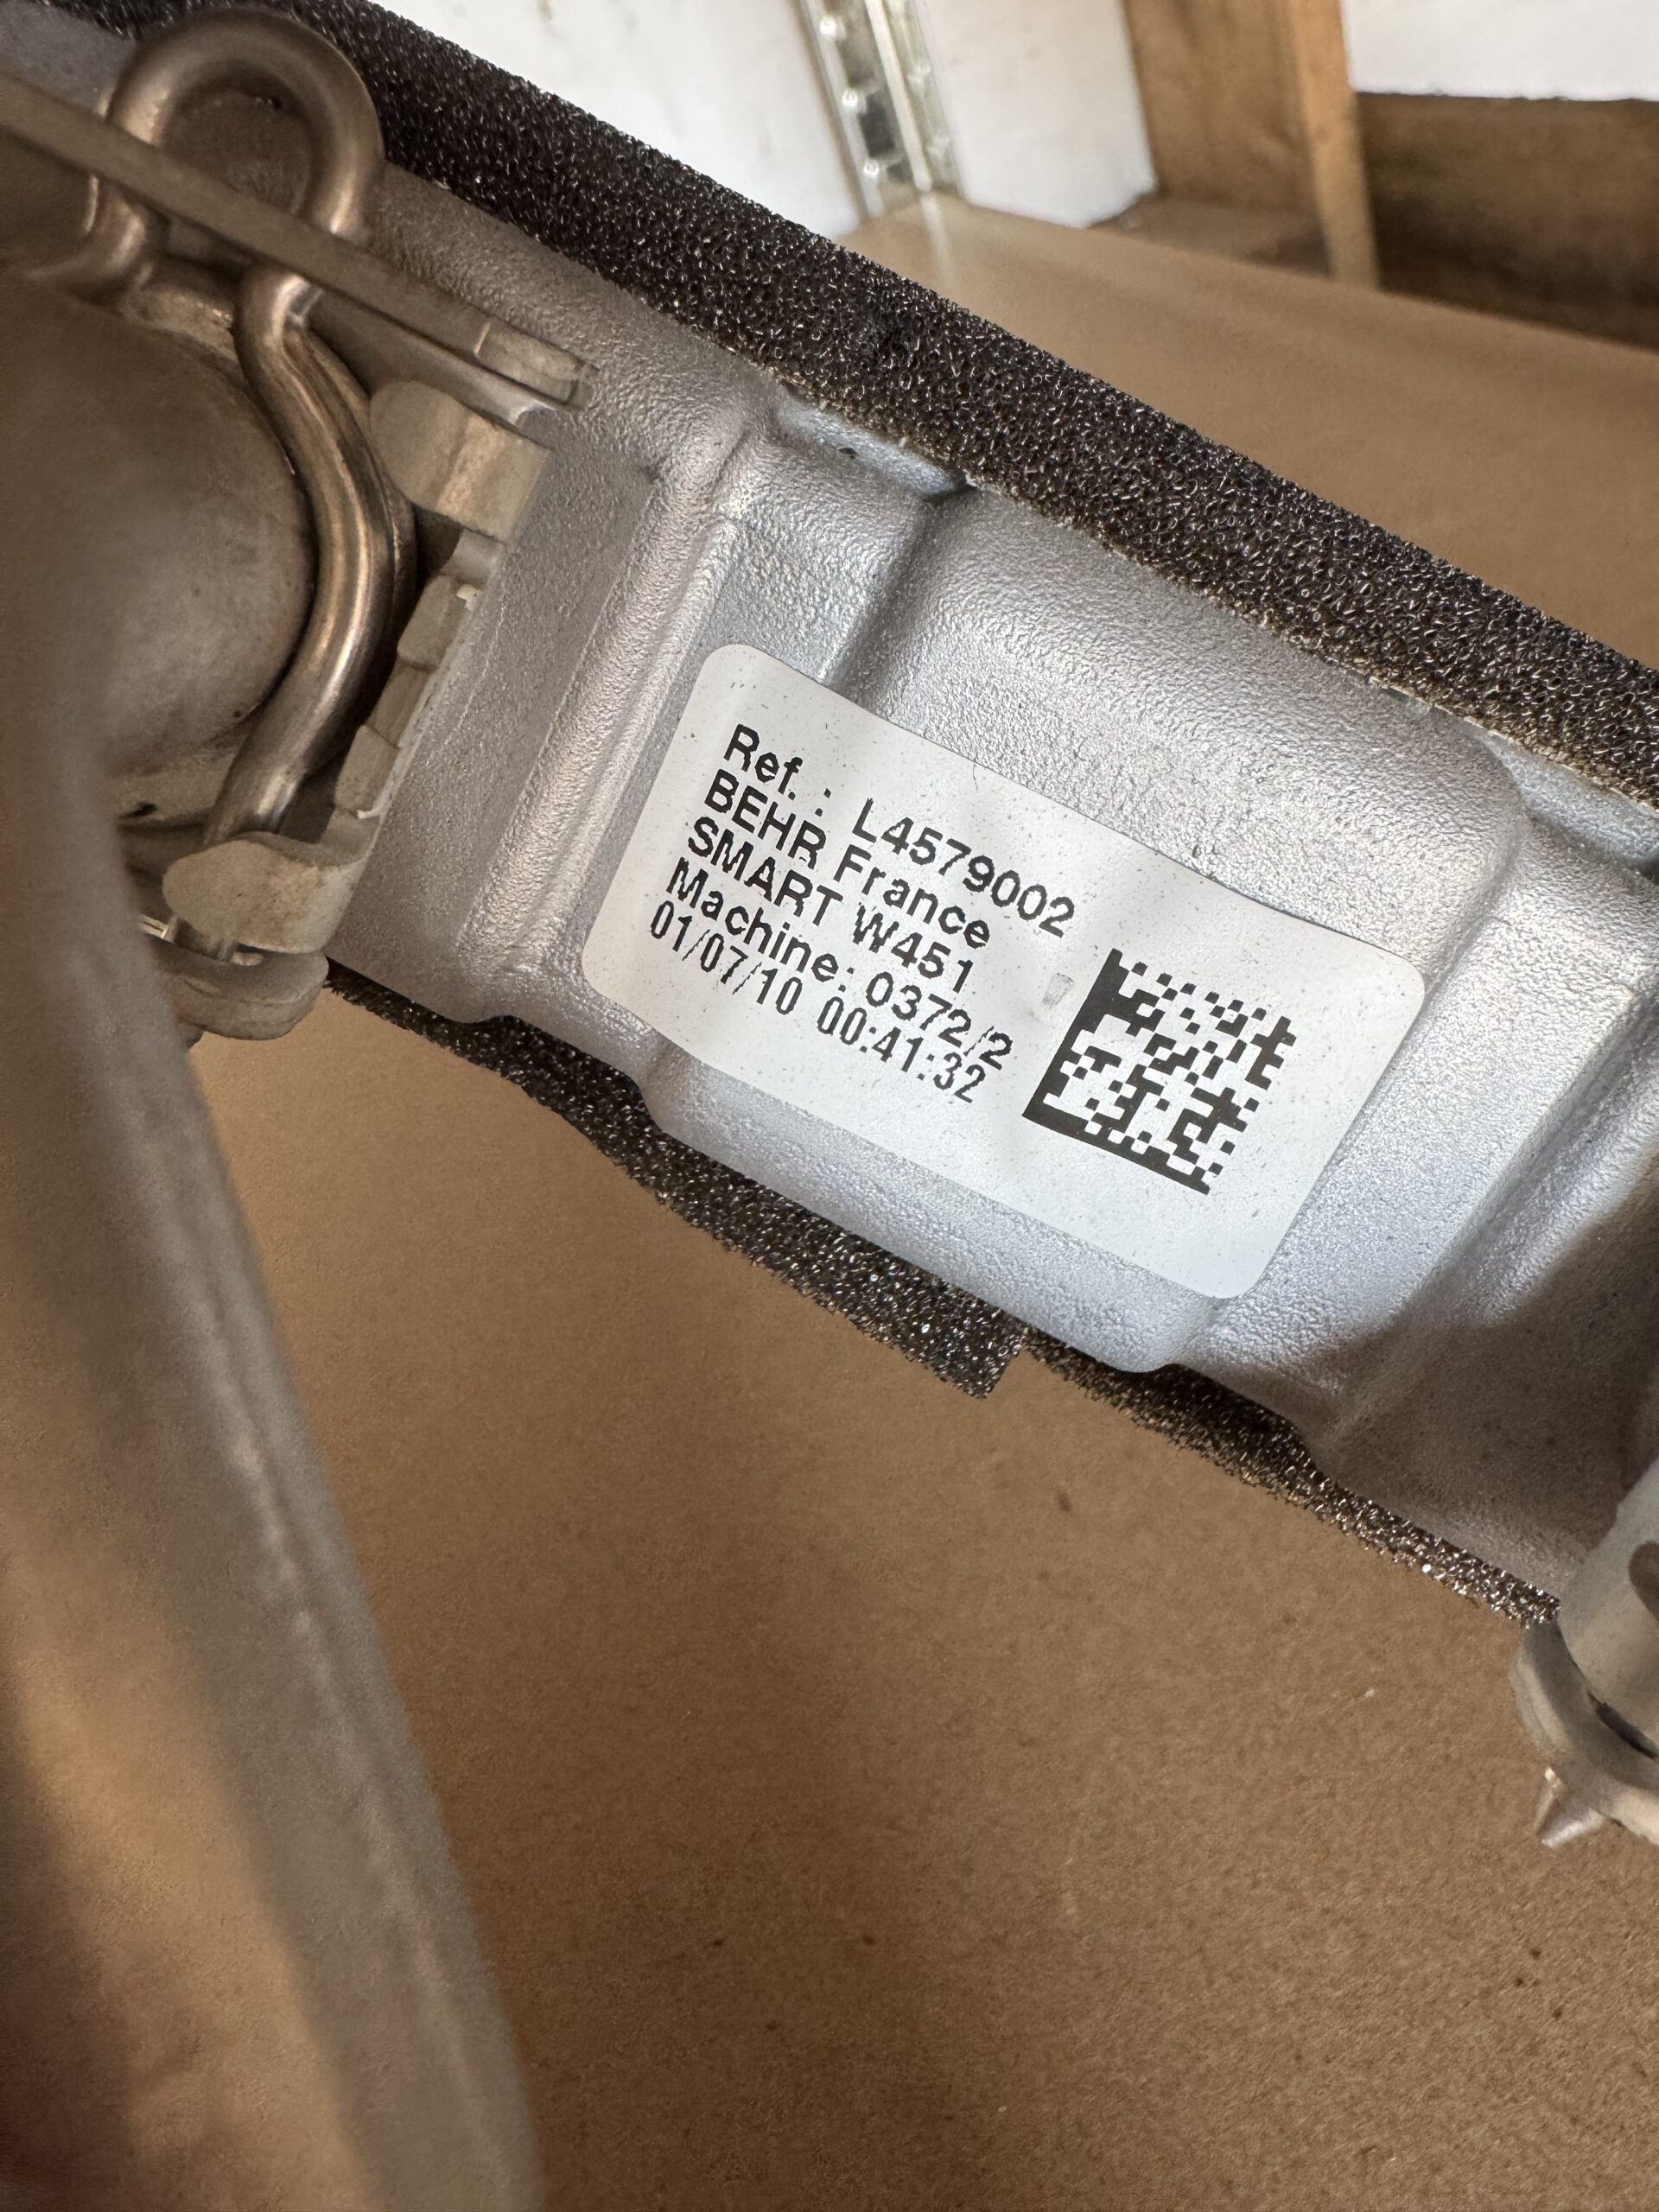 Ref. : L4579002
BEHR France
SMART W451
Machine: 0372/2
01/07/10 00:41:32